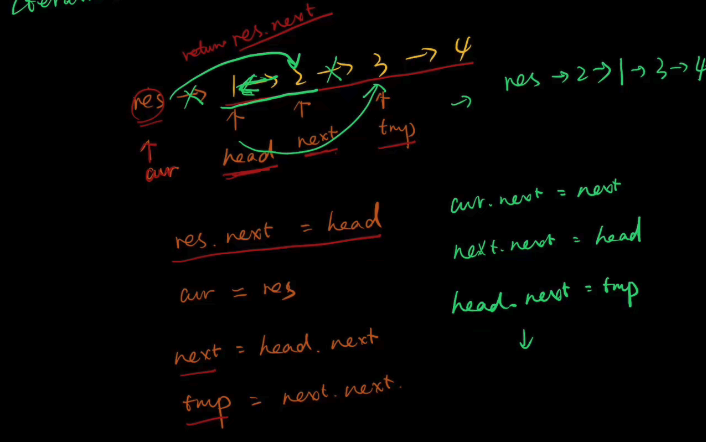 return res.next
res → 1 → 2 → 3 → 4
cur
head
next
tmp
→ res → 2 → 1 → 3 → 4
res.next = head
cur = res
next = head.next
tmp = next.next.
cur.next = next
next.next = head
head.next = tmp